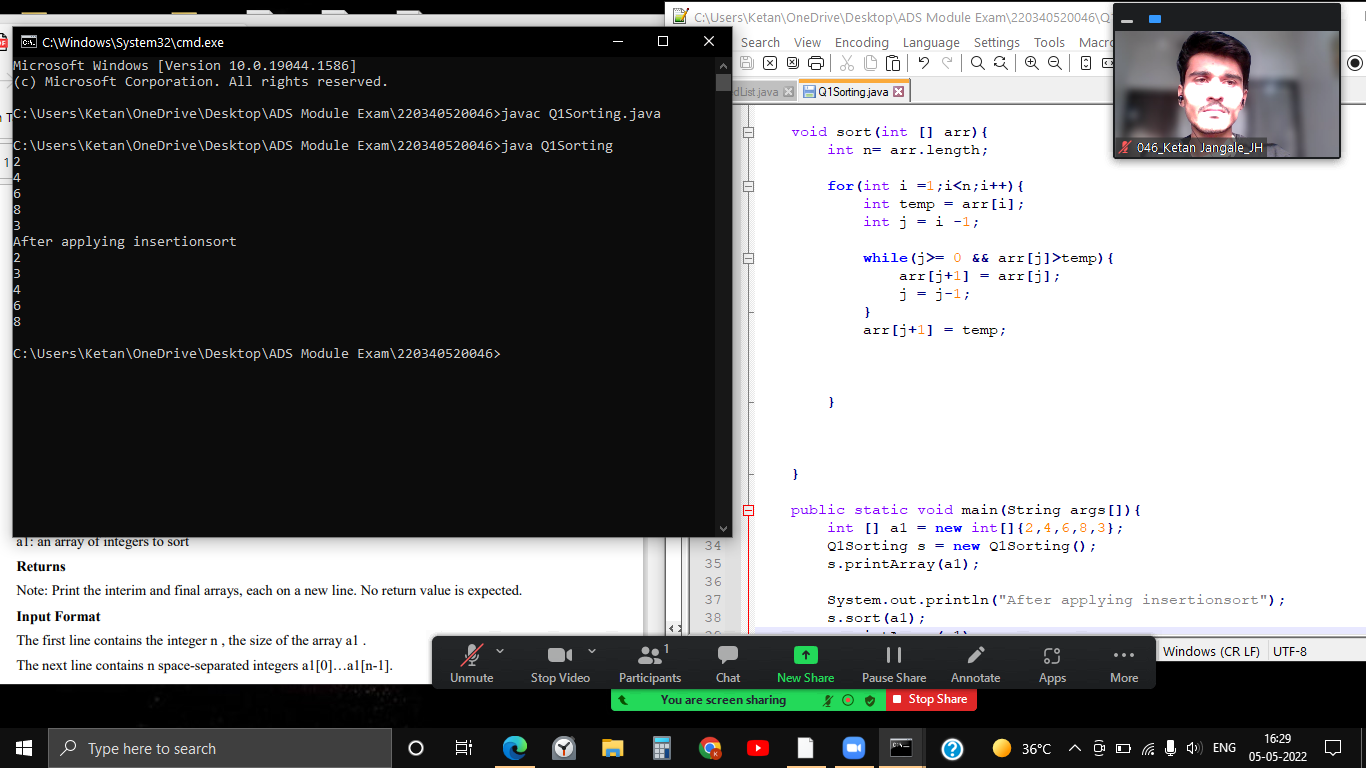 C:\Windows\System32\cmd.exe
Microsoft Windows [Version 10.0.19044.1586]
(c) Microsoft Corporation. All rights reserved.
C:\Users\Ketan\OneDrive\Desktop\ADS Module Exam\220340520046>javac Q1Sorting.java
C:\Users\Ketan\OneDrive\Desktop\ADS Module Exam\220340520046>java Q1Sorting
2
4
6
8
3
After applying insertionsort
2
3
4
6
8
C:\Users\Ketan\OneDrive\Desktop\ADS Module Exam\220340520046>
a1: an array of integers to sort
Returns
Note: Print the interim and final arrays, each on a new line. No return value is expected.
Input Format
The first line contains the integer n , the size of the array a1 .
The next line contains n space-separated integers a1[0]…a1[n-1].
C:\Users\Ketan\OneDrive\Desktop\ADS Module Exam\220340520046\Q1
Search View Encoding Language Settings Tools Macro
dList.java Q1Sorting.java
void sort(int [] arr){
int n= arr.length;
for(int i =1;i<n;i++){
int temp = arr[i];
int j = i -1;
while(j>= 0 && arr[j]>temp){
arr[j+1] = arr[j];
j = j-1;
}
arr[j+1] = temp;
}
}
public static void main(String args[]){
int [] a1 = new int[]{2,4,6,8,3};
34 Q1Sorting s = new Q1Sorting();
35 s.printArray(a1);
36
37 System.out.println("After applying insertionsort");
38 s.sort(a1);
046_Ketan Jangale_JH
Windows (CR LF) UTF-8
1
Unmute Stop Video Participants Chat New Share Pause Share Annotate Apps More
You are screen sharing Stop Share
Type here to search
36°C ENG 16:29
05-05-2022